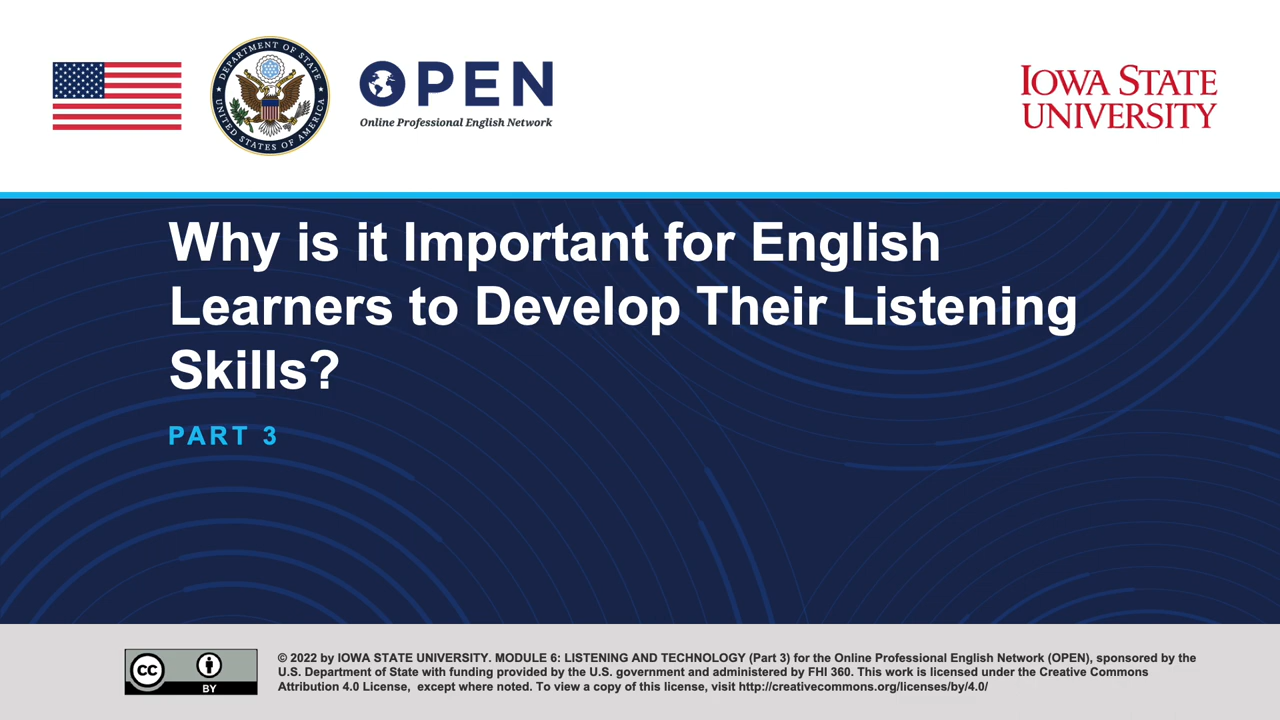 DEPARTMENT OF STATE
UNITED STATES OF AMERICA
OPEN
Online Professional English Network
IOWA STATE
UNIVERSITY
Why is it Important for English
Learners to Develop Their Listening
Skills?
PART 3
CC
BY
© 2022 by IOWA STATE UNIVERSITY. MODULE 6: LISTENING AND TECHNOLOGY (Part 3) for the Online Professional English Network (OPEN), sponsored by the
U.S. Department of State with funding provided by the U.S. government and administered by FHI 360. This work is licensed under the Creative Commons
Attribution 4.0 License, except where noted. To view a copy of this license, visit http://creativecommons.org/licenses/by/4.0/